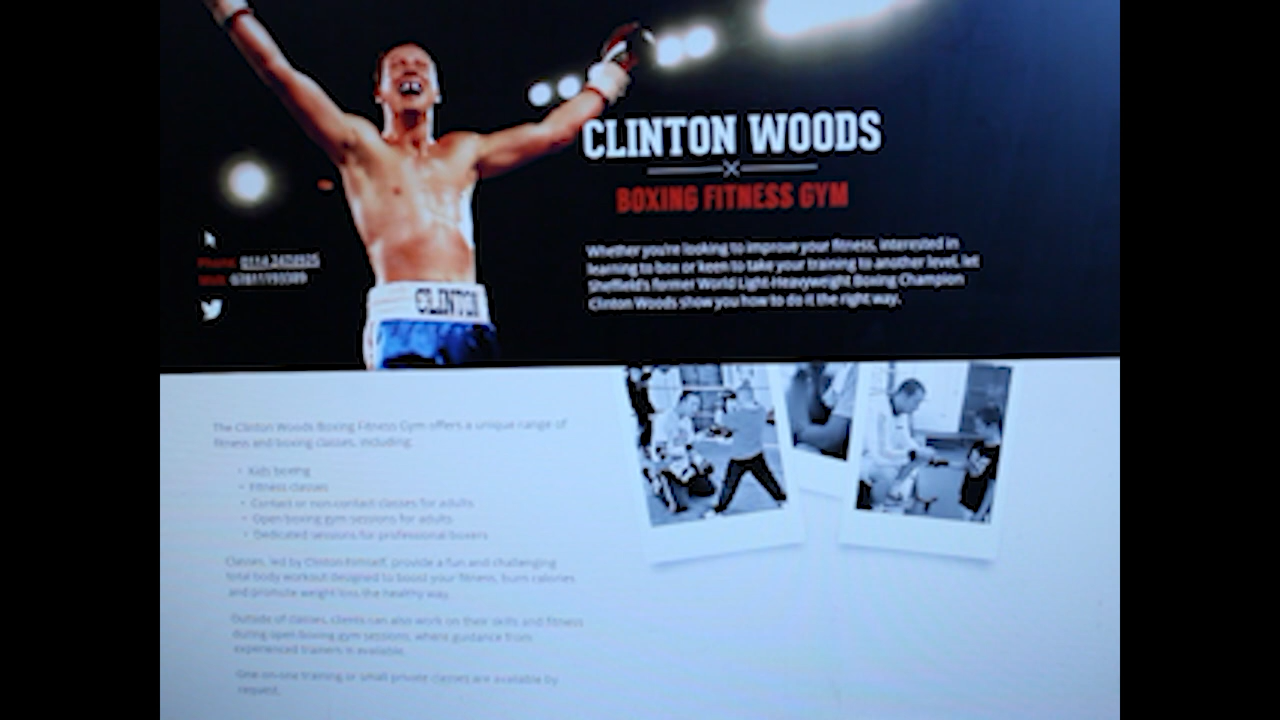 CLINTON WOODS
BOXING FITNESS GYM
Whether you're looking to improve your fitness, interested in
learning to box or keen to take your training to another level, let
Sheffield's former World Light-Heavyweight Boxing Champion
Clinton Woods show you how to do it the right way.
Phone: 0114
CLINTON
The Clinton Woods Boxing Fitness Gym offers a unique range of
fitness and boxing classes, including:
• Kids boxing
• Fitness classes
• Contact or non-contact classes for adults
• Open boxing gym sessions for adults
• Dedicated sessions for professional boxers
Classes, led by Clinton himself, provide a fun and challenging
total body workout designed to boost your fitness, burn calories
and promote weight loss the healthy way.
Outside of classes, clients can also work on their skills and fitness
during open boxing gym sessions, where guidance from
experienced trainers is available.
One-on-one training or small private classes are available by
request.